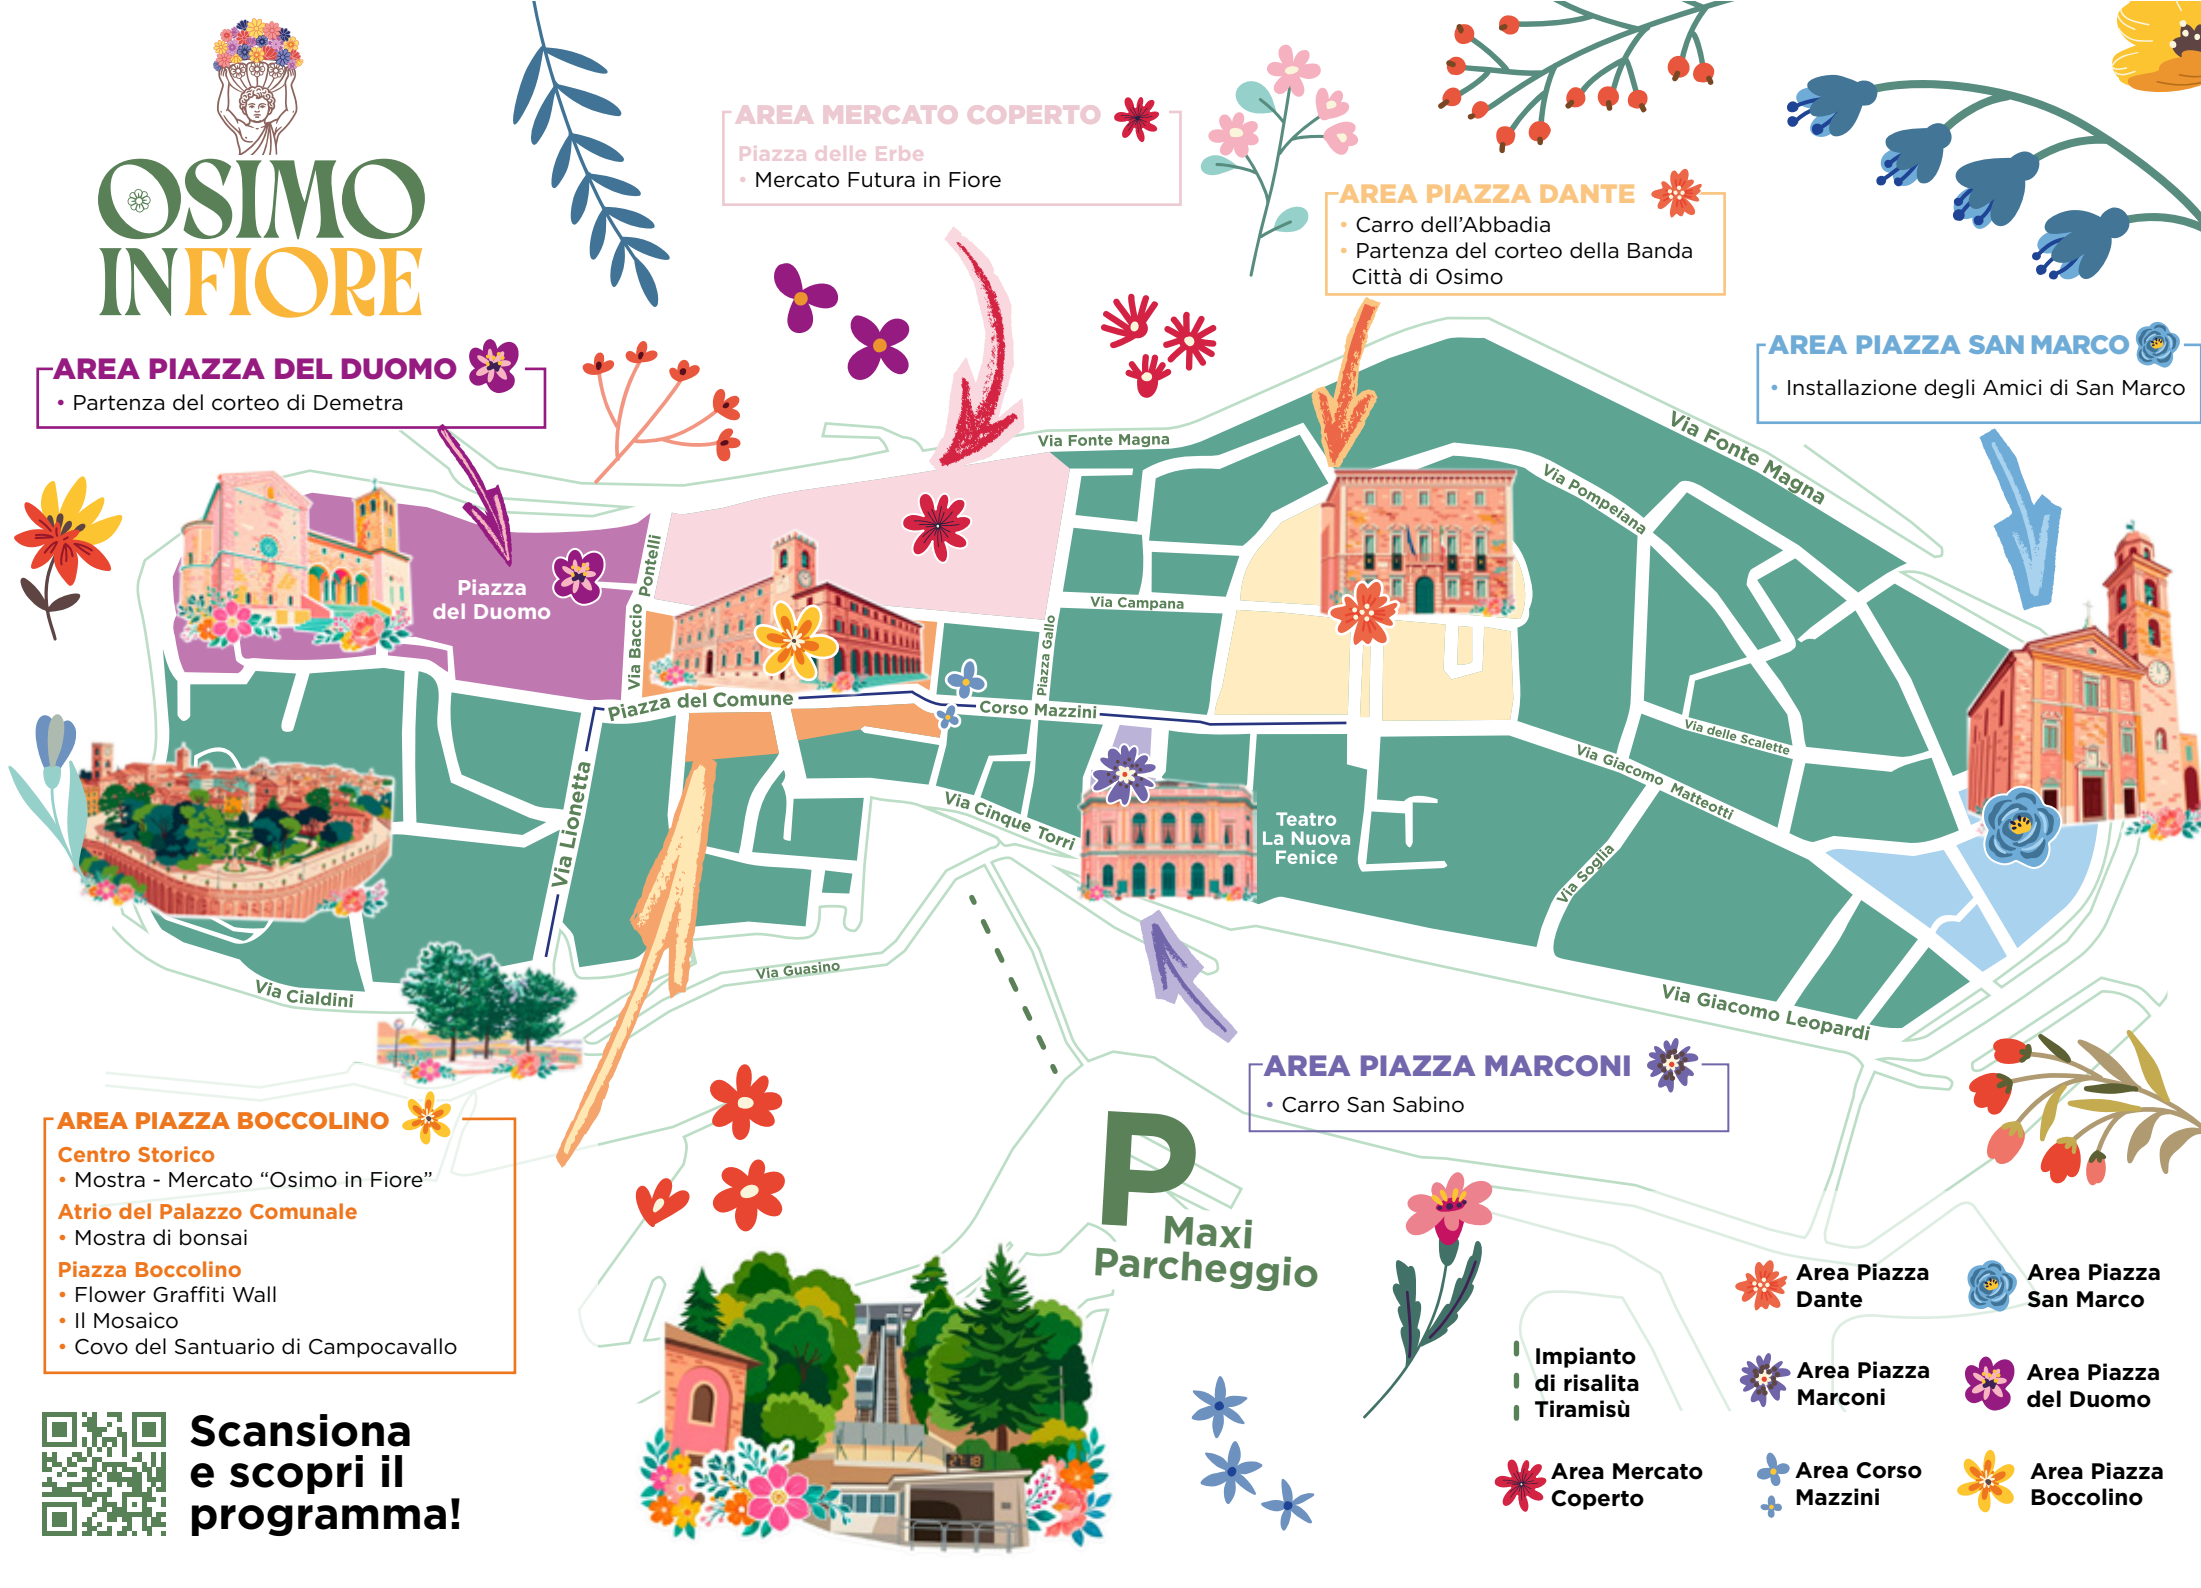 OSIMO
IN FIORE
AREA MERCATO COPERTO
Piazza delle Erbe
• Mercato Futura in Fiore
AREA PIAZZA DANTE
• Carro dell'Abbadia
• Partenza del corteo della Banda
Città di Osimo
AREA PIAZZA SAN MARCO
• Installazione degli Amici di San Marco
AREA PIAZZA DEL DUOMO
• Partenza del corteo di Demetra
Via Fonte Magna
Via Fonte Magna
Via Pompeiana
Piazza
del Duomo
Via Baccio Pontelli
Via Campana
Piazza Gallo
Piazza del Comune
Corso Mazzini
Via delle Scalette
Via Giacomo Matteotti
Via Lionetta
Via Cinque Torri
Teatro
La Nuova
Fenice
Via Soglia
Via Guasino
Via Cialdini
Via Giacomo Leopardi
AREA PIAZZA MARCONI
• Carro San Sabino
AREA PIAZZA BOCCOLINO
Centro Storico
• Mostra - Mercato “Osimo in Fiore”
Atrio del Palazzo Comunale
• Mostra di bonsai
Piazza Boccolino
• Flower Graffiti Wall
• Il Mosaico
• Covo del Santuario di Campocavallo
P
Maxi
Parcheggio
Scansiona
e scopri il
programma!
27:18
Impianto
di risalita
Tiramisù
Area Piazza
Dante
Area Piazza
San Marco
Area Piazza
Marconi
Area Piazza
del Duomo
Area Mercato
Coperto
Area Corso
Mazzini
Area Piazza
Boccolino